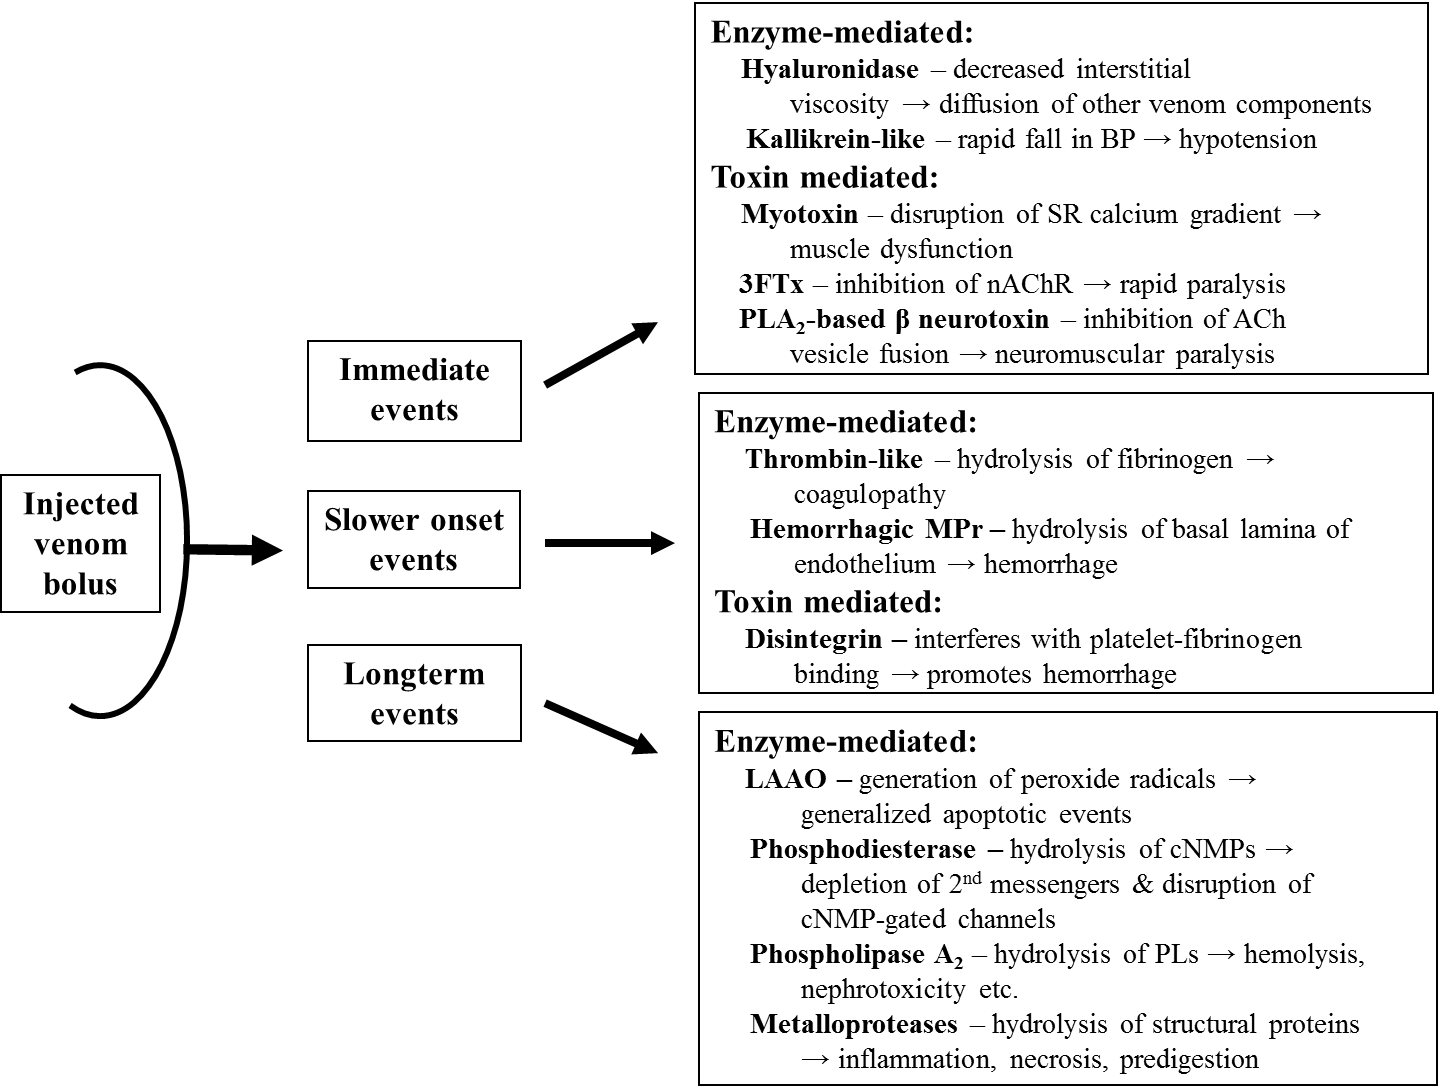 Injected
venom
bolus
Immediate
events
Slower onset
events
Longterm
events
Enzyme-mediated:
Hyaluronidase – decreased interstitial
viscosity → diffusion of other venom components
Kallikrein-like – rapid fall in BP → hypotension
Toxin mediated:
Myotoxin – disruption of SR calcium gradient →
muscle dysfunction
3FTx – inhibition of nAChR → rapid paralysis
PLA₂-based β neurotoxin – inhibition of ACh
vesicle fusion → neuromuscular paralysis
Enzyme-mediated:
Thrombin-like – hydrolysis of fibrinogen →
coagulopathy
Hemorrhagic MPr – hydrolysis of basal lamina of
endothelium → hemorrhage
Toxin mediated:
Disintegrin – interferes with platelet-fibrinogen
binding → promotes hemorrhage
Enzyme-mediated:
LAAO – generation of peroxide radicals →
generalized apoptotic events
Phosphodiesterase – hydrolysis of cNMPs →
depletion of 2nd messengers & disruption of
cNMP-gated channels
Phospholipase A₂ – hydrolysis of PLs → hemolysis,
nephrotoxicity etc.
Metalloproteases – hydrolysis of structural proteins
→ inflammation, necrosis, predigestion